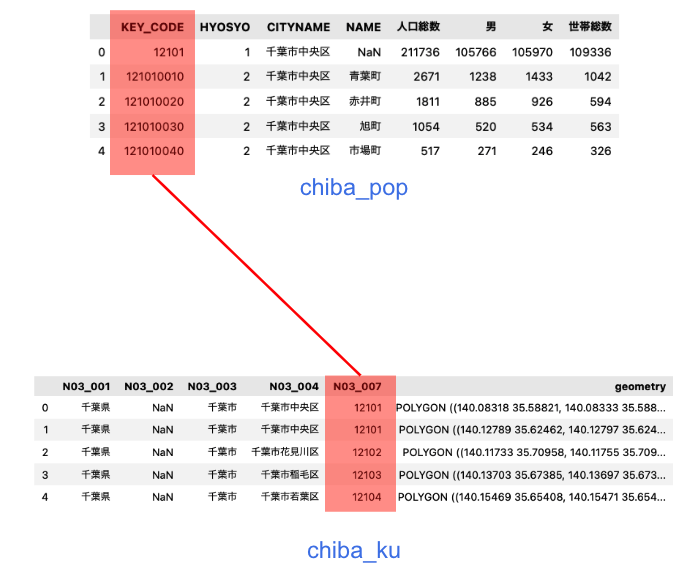 KEY_CODE HYOSYO CITYNAME NAME 人口総数 男 女 世帯総数
0 12101 1 千葉市中央区 NaN 211736 105766 105970 109336
1 121010010 2 千葉市中央区 青葉町 2671 1238 1433 1042
2 121010020 2 千葉市中央区 赤井町 1811 885 926 594
3 121010030 2 千葉市中央区 旭町 1054 520 534 563
4 121010040 2 千葉市中央区 市場町 517 271 246 326
chiba_pop
N03_001 N03_002 N03_003 N03_004 N03_007 geometry
0 千葉県 NaN 千葉市 千葉市中央区 12101 POLYGON ((140.08318 35.58821, 140.08333 35.588...
1 千葉県 NaN 千葉市 千葉市中央区 12101 POLYGON ((140.12789 35.62462, 140.12797 35.624...
2 千葉県 NaN 千葉市 千葉市花見川区 12102 POLYGON ((140.11733 35.70958, 140.11755 35.709...
3 千葉県 NaN 千葉市 千葉市稲毛区 12103 POLYGON ((140.13703 35.67385, 140.13697 35.673...
4 千葉県 NaN 千葉市 千葉市若葉区 12104 POLYGON ((140.15469 35.65408, 140.15471 35.654...
chiba_ku